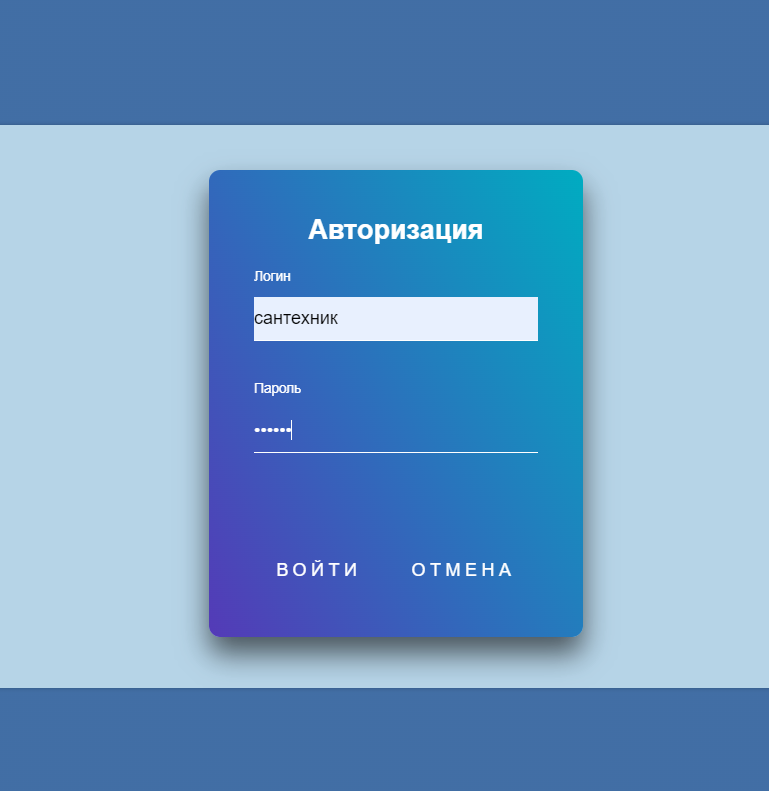 Авторизация
Логин
сантехник
Пароль
••••••
ВОЙТИ ОТМЕНА